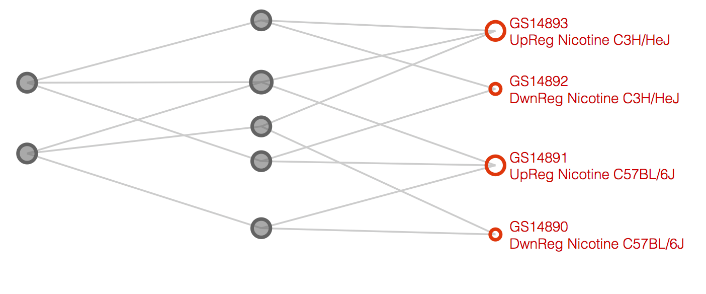 GS14893
UpReg Nicotine C3H/HeJ
GS14892
DwnReg Nicotine C3H/HeJ
GS14891
UpReg Nicotine C57BL/6J
GS14890
DwnReg Nicotine C57BL/6J